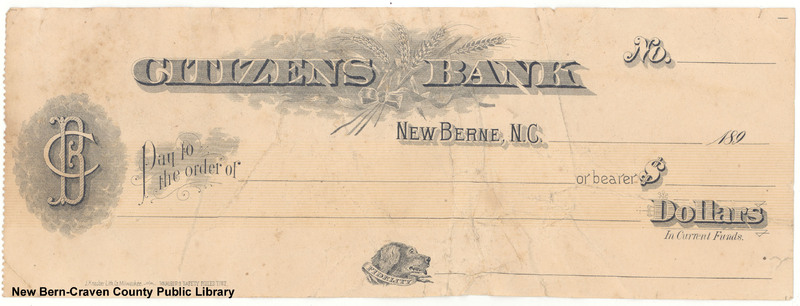 No.
CITIZENS BANK
NEW BERNE, N.C. 189
CB
Pay to
the order of or bearer $
Dollars
In Current Funds.
FIDELITY
New Bern-Craven County Public Library